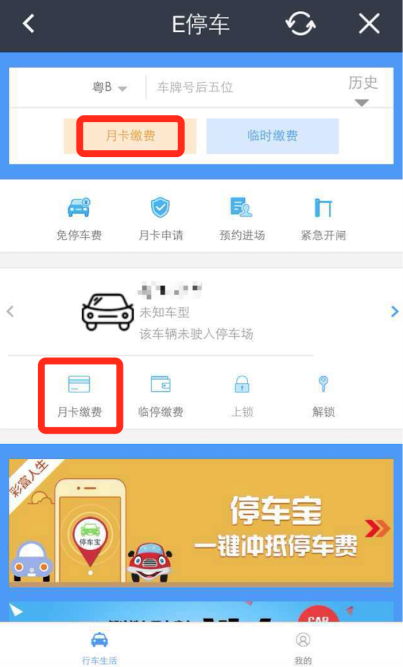 E停车
粤B
车牌号后五位
历史
月卡缴费
临时缴费
免停车费
月卡申请
预约进场
紧急开闸
未知车型
该车辆未驶入停车场
月卡缴费
临停缴费
上锁
解锁
彩富人生
停车宝
停车宝
一键冲抵停车费
CAR
行车生活
我的